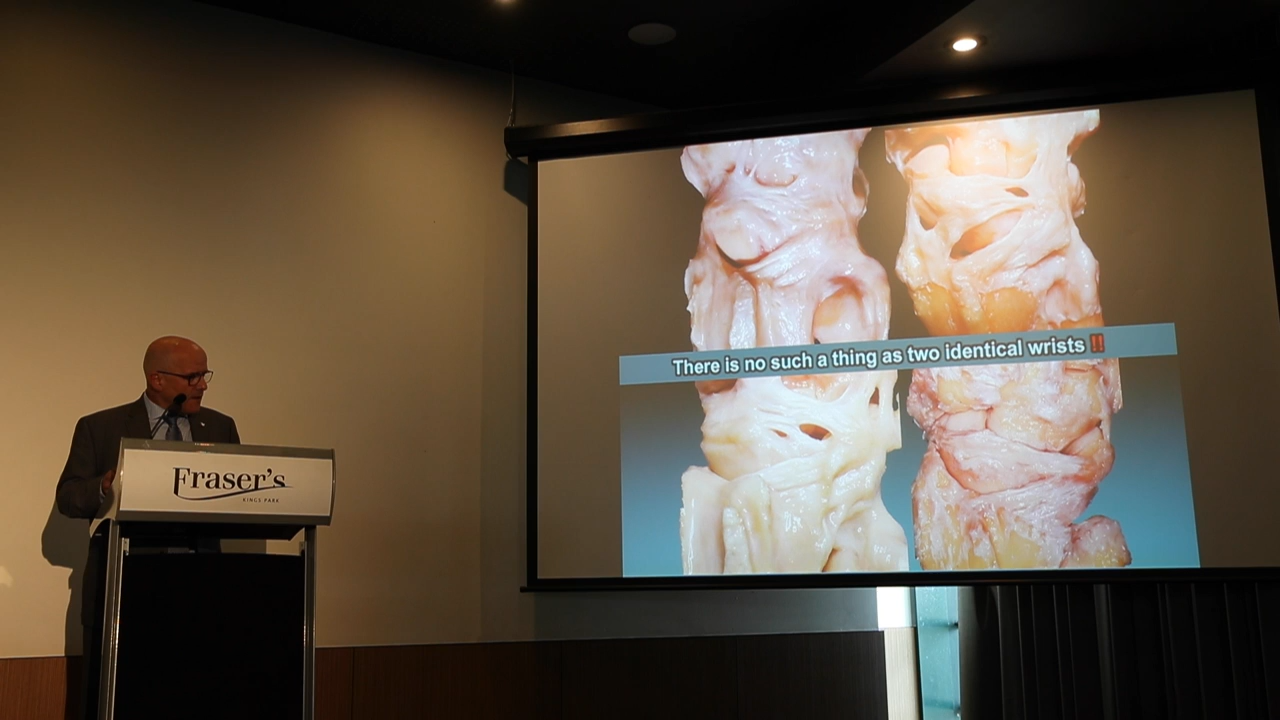 Fraser's
KINGS PARK
There is no such a thing as two identical wrists ‼